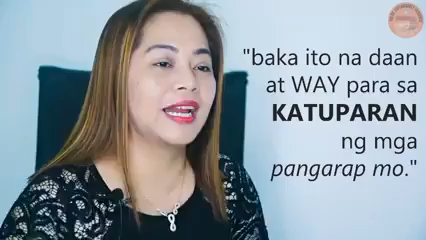 "baka ito na daan
at WAY para sa
KATUPARAN
ng mga
pangarap mo."